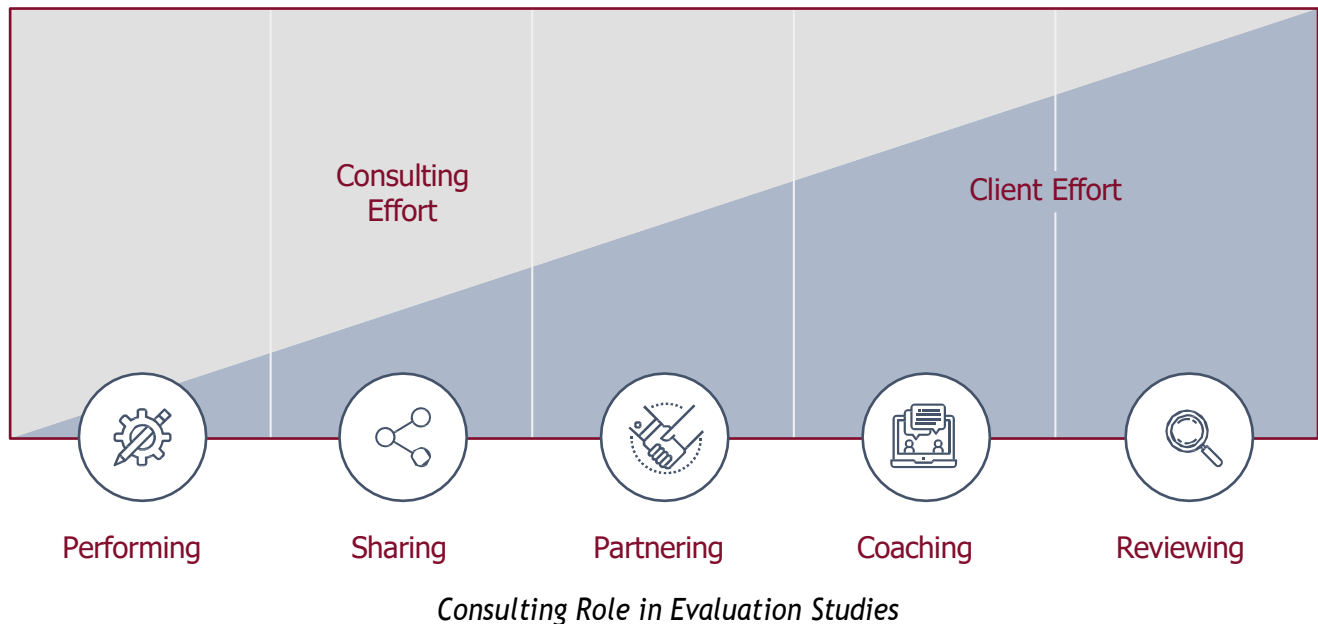 Consulting
Effort
Client Effort
Performing
Sharing
Partnering
Coaching
Reviewing
Consulting Role in Evaluation Studies